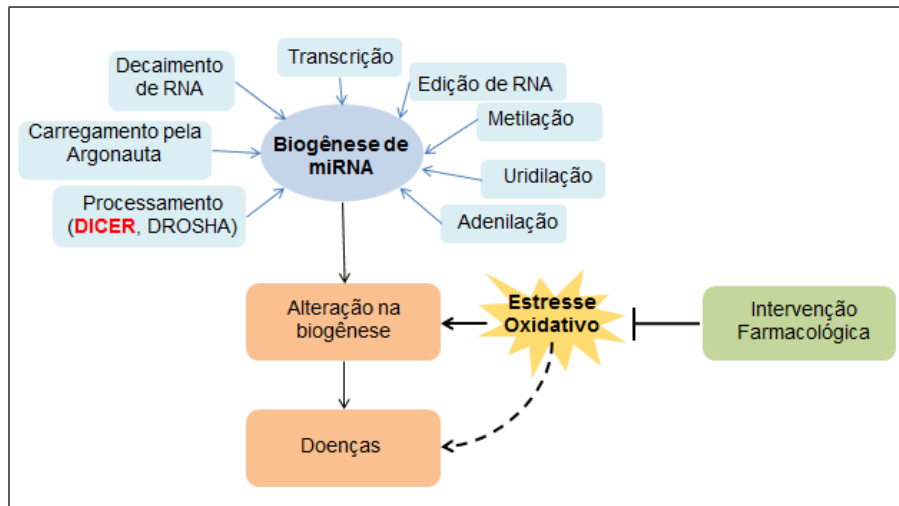 Transcrição
Decaimento
de RNA
Edição de RNA
Metilação
Carregamento pela
Argonauta
Biogênese de
miRNA
Uridilação
Processamento
(DICER, DROSHA)
Adenilação
Alteração na
biogênese
Estresse
Oxidativo
Intervenção
Farmacológica
Doenças